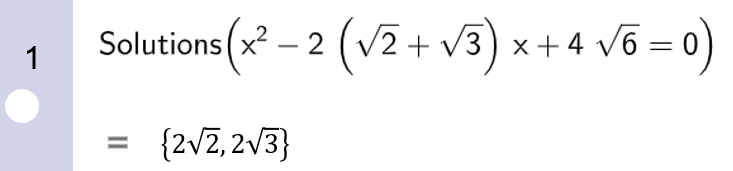 1
Solutions(x² − 2 (√2 + √3) x + 4 √6 = 0)
= {2√2, 2√3}